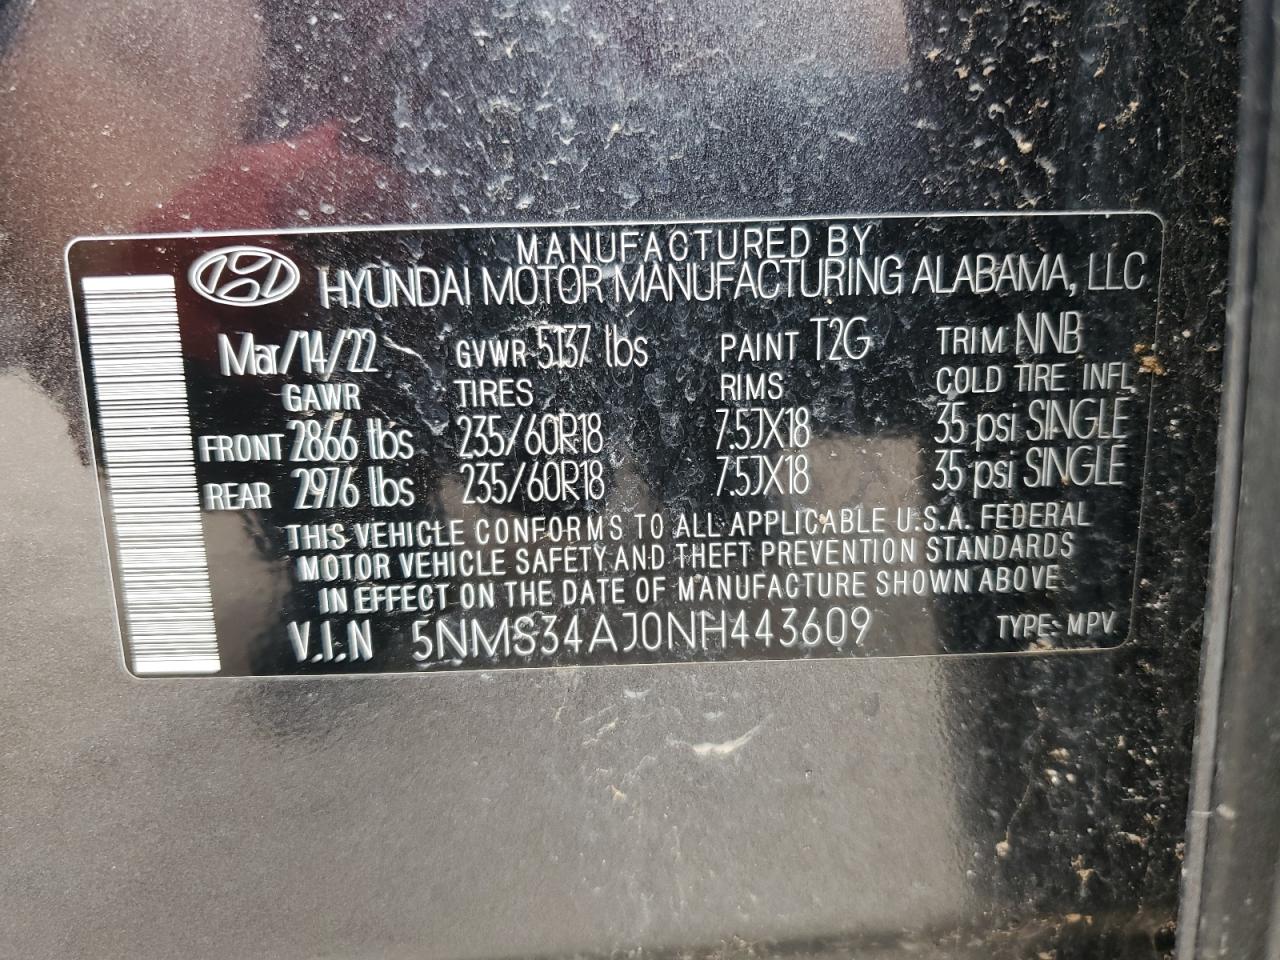 MANUFACTURED BY
HYUNDAI MOTOR MANUFACTURING ALABAMA, LLC
Mar/14/22 GVWR 5137 lbs PAINT T2G TRIM NNB
GAWR TIRES RIMS COLD TIRE INFL
FRONT 2866 lbs 235/60R18 7.5JX18 35 psi SINGLE
REAR 2976 lbs 235/60R18 7.5JX18 35 psi SINGLE
THIS VEHICLE CONFORMS TO ALL APPLICABLE U.S.A. FEDERAL
MOTOR VEHICLE SAFETY AND THEFT PREVENTION STANDARDS
IN EFFECT ON THE DATE OF MANUFACTURE SHOWN ABOVE
V.I.N 5NMS34AJ0NH443609 TYPE: MPV